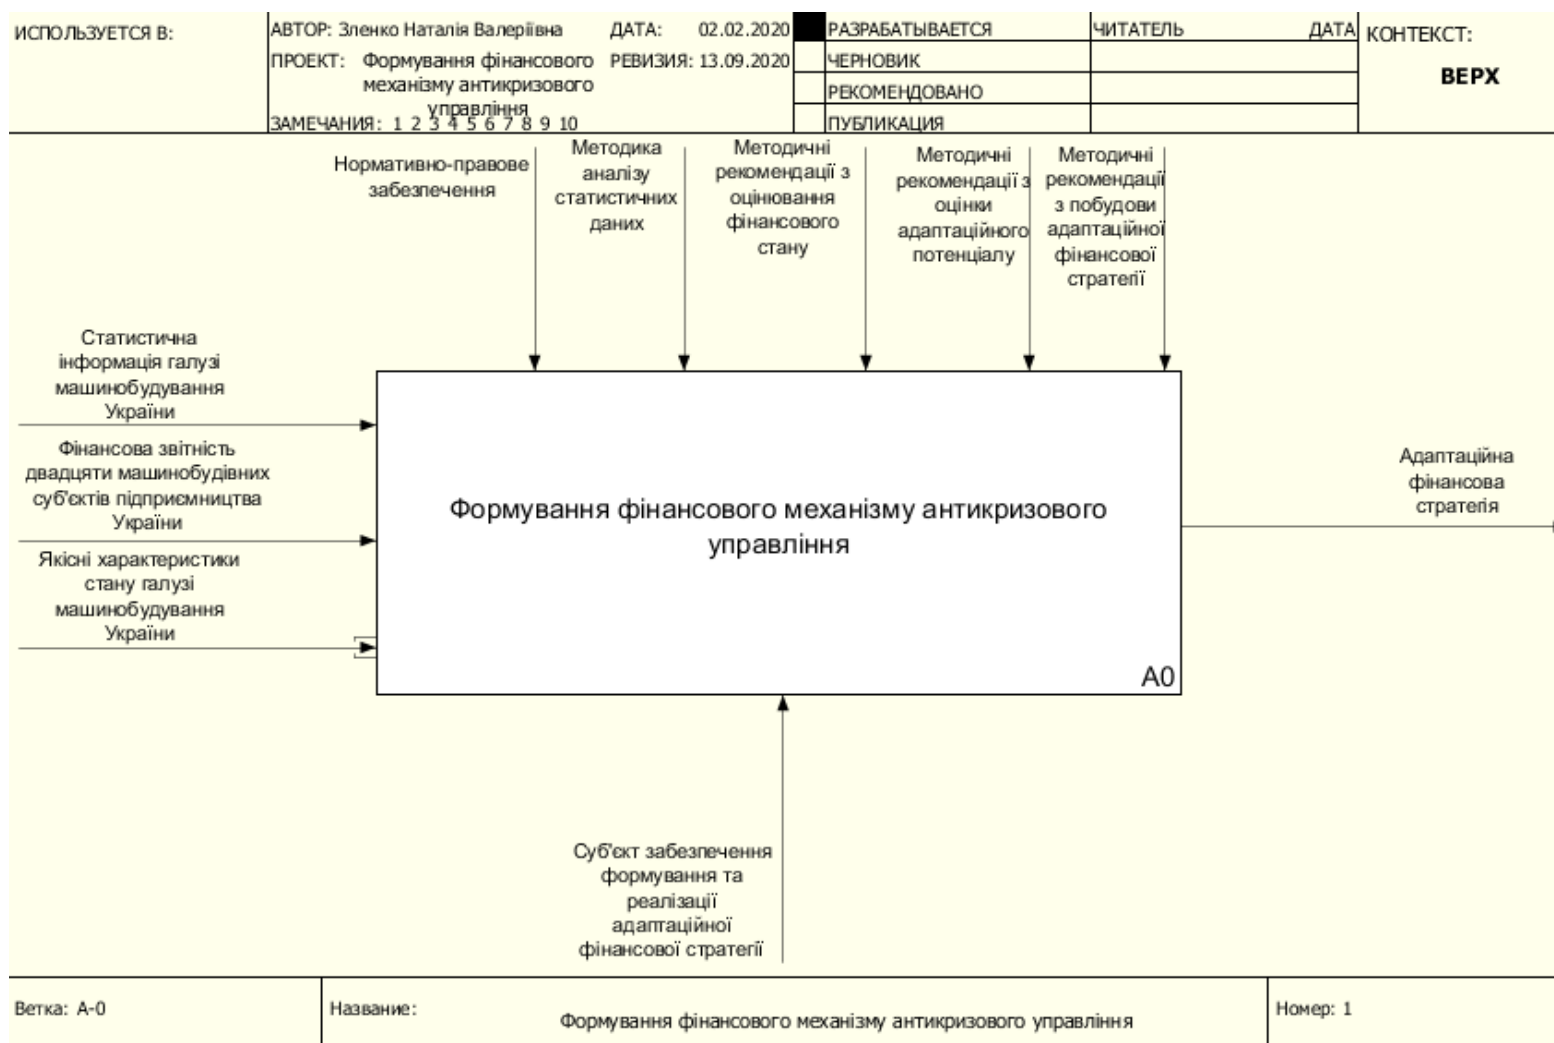 ИСПОЛЬЗУЕТСЯ В:
АВТОР: Зленко Наталія Валеріївна
ДАТА: 02.02.2020
ПРОЕКТ: Формування фінансового
механізму антикризового
управління
РЕВИЗИЯ: 13.09.2020
ЗАМЕЧАНИЯ: 1 2 3 4 5 6 7 8 9 10
РАЗРАБАТЫВАЕТСЯ
ЧЕРНОВИК
РЕКОМЕНДОВАНО
ПУБЛИКАЦИЯ
ЧИТАТЕЛЬ
ДАТА
КОНТЕКСТ:
ВЕРХ
Нормативно-правове
забезпечення
Методика
аналізу
статистичних
даних
Методичні
рекомендації з
оцінювання
фінансового
стану
Методичні
рекомендації з
оцінки
адаптаційного
потенціалу
Методичні
рекомендації
з побудови
адаптаційної
фінансової
стратегії
Статистична
інформація галузі
машинобудування
України
Фінансова звітність
двадцяти машинобудівних
суб'єктів підприємництва
України
Якісні характеристики
стану галузі
машинобудування
України
Формування фінансового механізму антикризового
управління
A0
Адаптаційна
фінансова
стратегія
Суб'єкт забезпечення
формування та
реалізації
адаптаційної
фінансової стратегії
Ветка: A-0
Название:
Формування фінансового механізму антикризового управління
Номер: 1